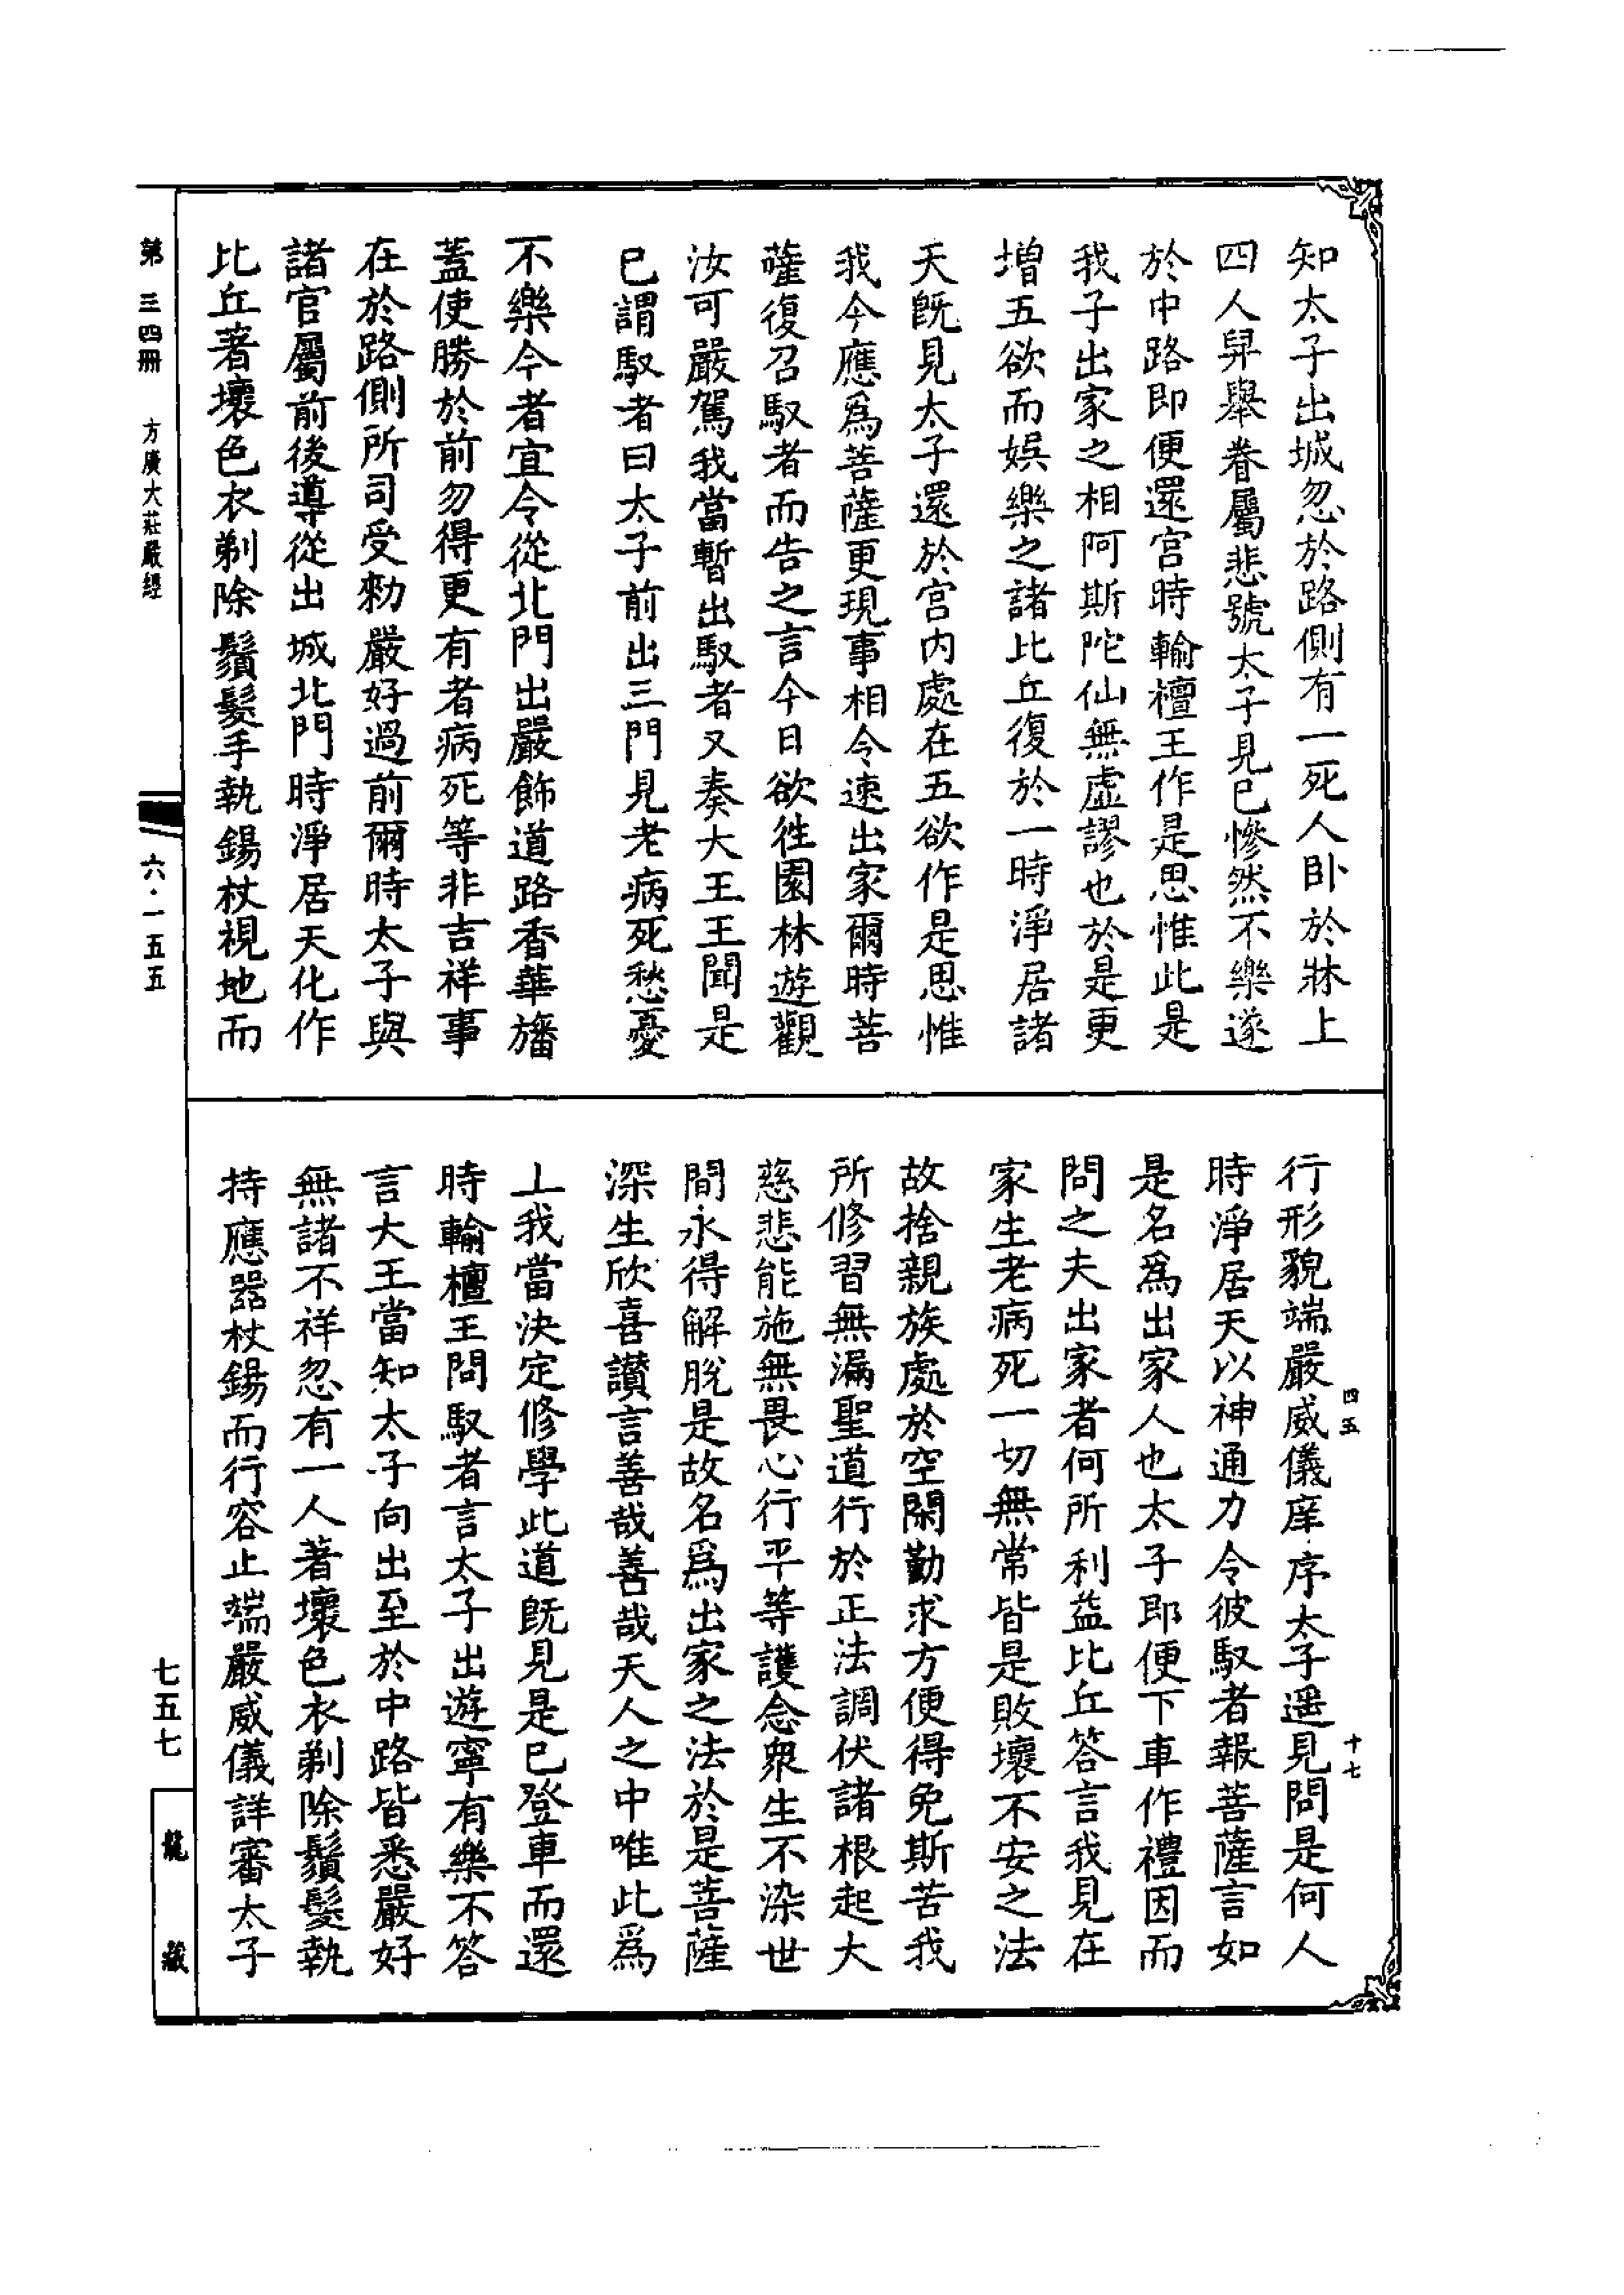 知太子出城忽於路側有一死人卧於牀上
四人舁舉眷屬悲號太子見已慘然不樂遂
於中路即便還宮時輸檀王作是思惟此是
我子出家之相阿斯陀仙無虛謬也於是更
增五欲而娛樂之諸比丘復於一時淨居諸
天既見太子還於宮内處在五欲作是思惟
我今應爲菩薩更現事相令速出家爾時菩
薩復召馭者而告之言今日欲徃園林遊觀
汝可嚴駕我當暫出馭者又奏大王王聞是
已謂馭者曰太子前出三門見老病死愁憂
不樂今者宜令從北門出嚴飾道路香華旛
蓋使勝於前勿得更有者病死等非吉祥事
在於路側所司受勑嚴好過前爾時太子與
諸官屬前後導從出城北門時淨居天化作
比丘著壞色衣剃除鬚髮手執錫杖視地而
行形貌端嚴威儀庠序太子遥見問是何人
時淨居天以神通力令彼馭者報菩薩言如
是名爲出家人也太子即便下車作禮因而
問之夫出家者何所利益比丘答言我見在
家生老病死一切無常皆是敗壞不安之法
故捨親族處於空閑勤求方便得免斯苦我
所修習無漏聖道行於正法調伏諸根起大
慈悲能施無畏心行平等護念衆生不染世
間永得解脫是故名爲出家之法於是菩薩
深生欣喜讃言善哉善哉天人之中唯此爲
上我當決定修學此道既見是已登車而還
時輸檀王問馭者言太子出遊寧有樂不答
言大王當知太子向出至於中路皆悉嚴好
無諸不祥忽有一人著壞色衣剃除鬚髮執
持應器杖錫而行容止端嚴威儀詳審太子
四五
十七
第三四冊
方廣大莊嚴經
六·一五五
七五七
龍藏